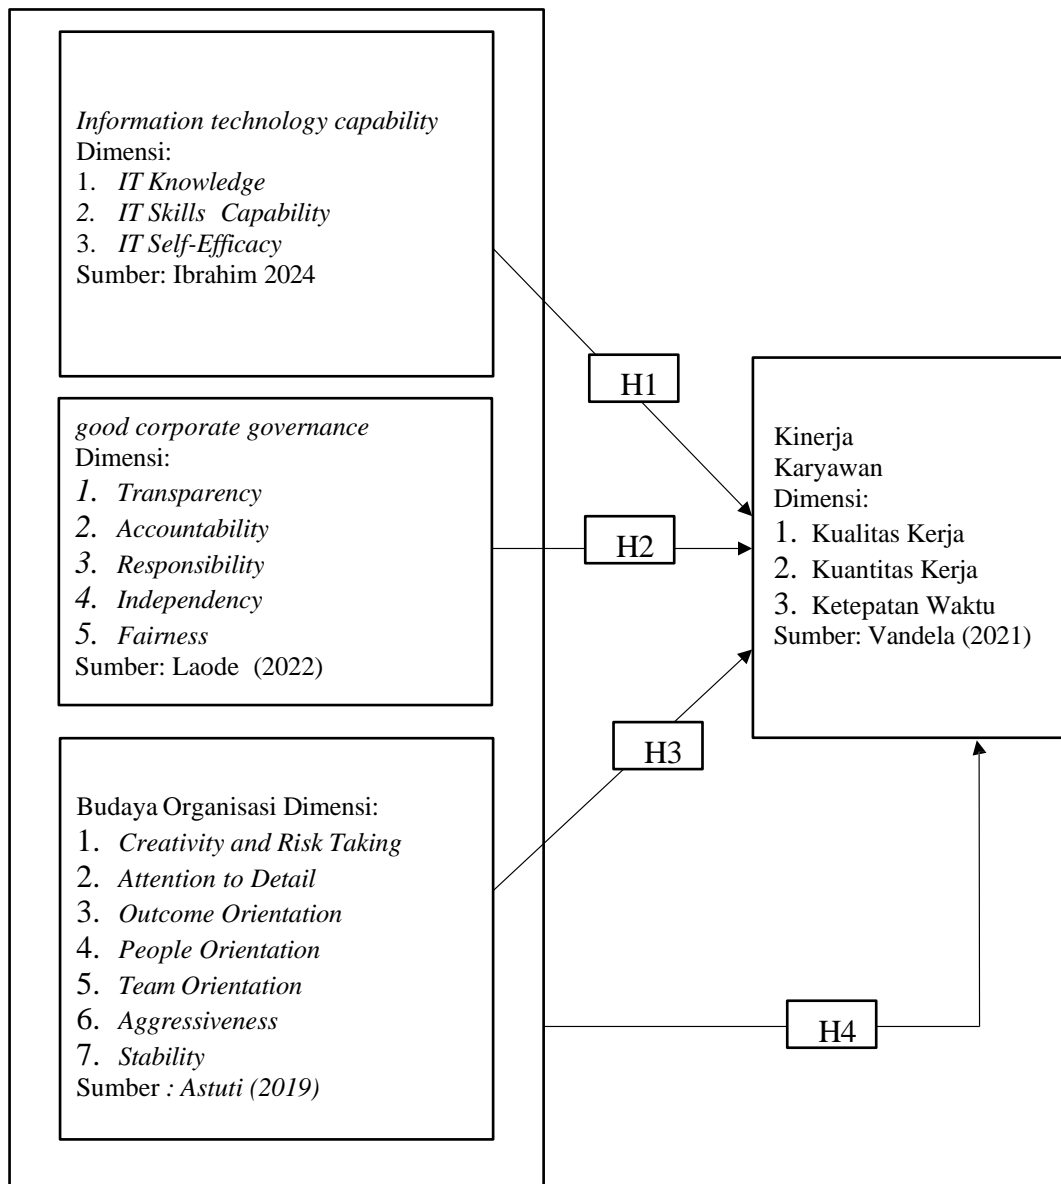 Information technology capability
Dimensi:
1. IT Knowledge
2. IT Skills Capability
3. IT Self-Efficacy
Sumber: Ibrahim 2024
good corporate governance
Dimensi:
1. Transparency
2. Accountability
3. Responsibility
4. Independency
5. Fairness
Sumber: Laode (2022)
Budaya Organisasi Dimensi:
1. Creativity and Risk Taking
2. Attention to Detail
3. Outcome Orientation
4. People Orientation
5. Team Orientation
6. Aggressiveness
7. Stability
Sumber : Astuti (2019)
H1
H2
H3
H4
Kinerja
Karyawan
Dimensi:
1. Kualitas Kerja
2. Kuantitas Kerja
3. Ketepatan Waktu
Sumber: Vandela (2021)